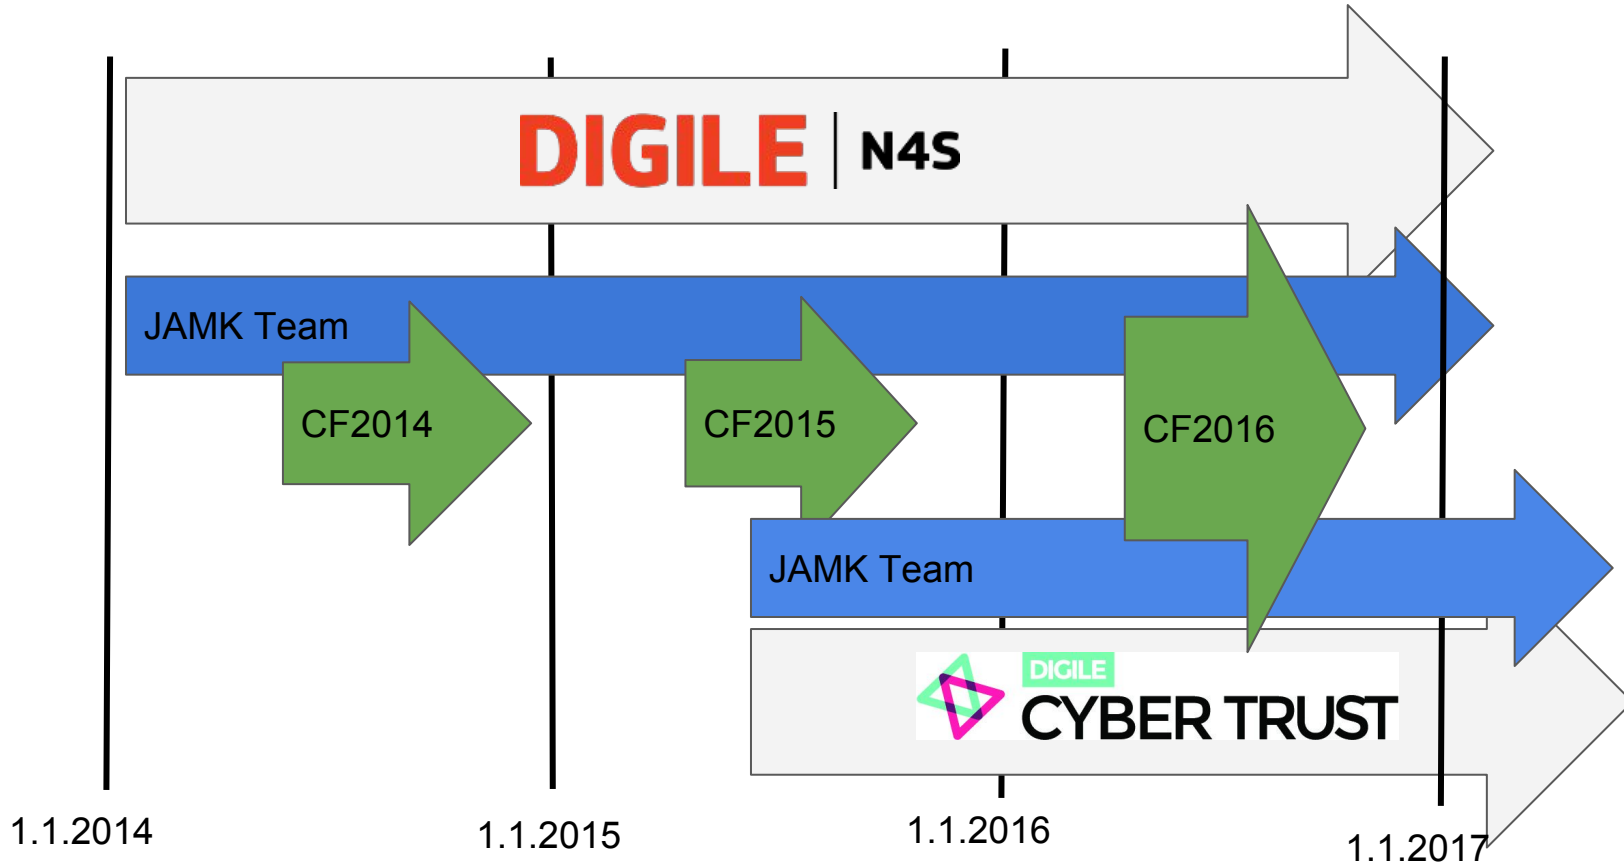 DIGILE | N4S
JAMK Team
CF2014
CF2015
CF2016
JAMK Team
DIGILE
CYBER TRUST
1.1.2014
1.1.2015
1.1.2016
1.1.2017